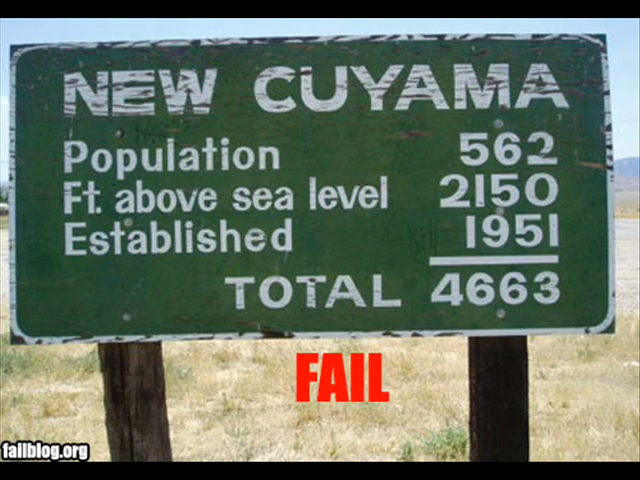 NEW CUYAMA
Population 562
Ft. above sea level 2150
Established 1951
TOTAL 4663
FAIL
failblog.org